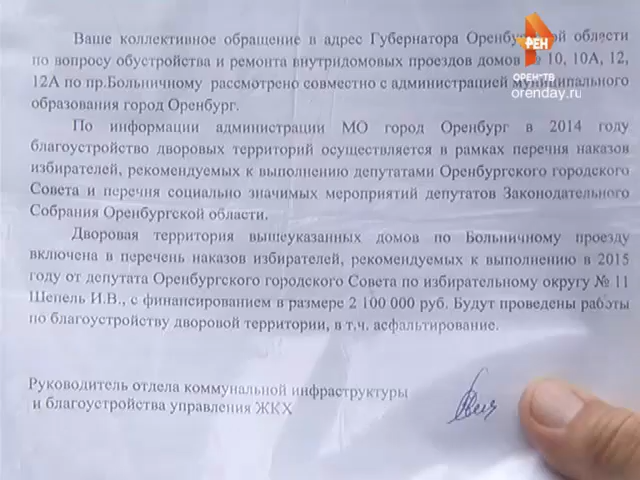 Ваше коллективное обращение в адрес Губернатора Оренбургской области
по вопросу обустройства и ремонта внутридомовых проездов домов № 10, 10А, 12,
12А по пр.Больничному рассмотрено совместно с администрацией муниципального
образования город Оренбург.
По информации администрации МО город Оренбург в 2014 году
благоустройство дворовых территорий осуществляется в рамках перечня наказов
избирателей, рекомендуемых к выполнению депутатами Оренбургского городского
Совета и перечня социально значимых мероприятий депутатов Законодательного
Собрания Оренбургской области.
Дворовая территория вышеуказанных домов по Больничному проезду
включена в перечень наказов избирателей, рекомендуемых к выполнению в 2015
году от депутата Оренбургского городского Совета по избирательному округу № 11
Шепель И.В., с финансированием в размере 2 100 000 руб. Будут проведены работы
по благоустройству дворовой территории, в т.ч. асфальтирование.
Руководитель отдела коммунальной инфраструктуры
и благоустройства управления ЖКХ
РЕН
ОРЕН·ТВ
orenday.ru